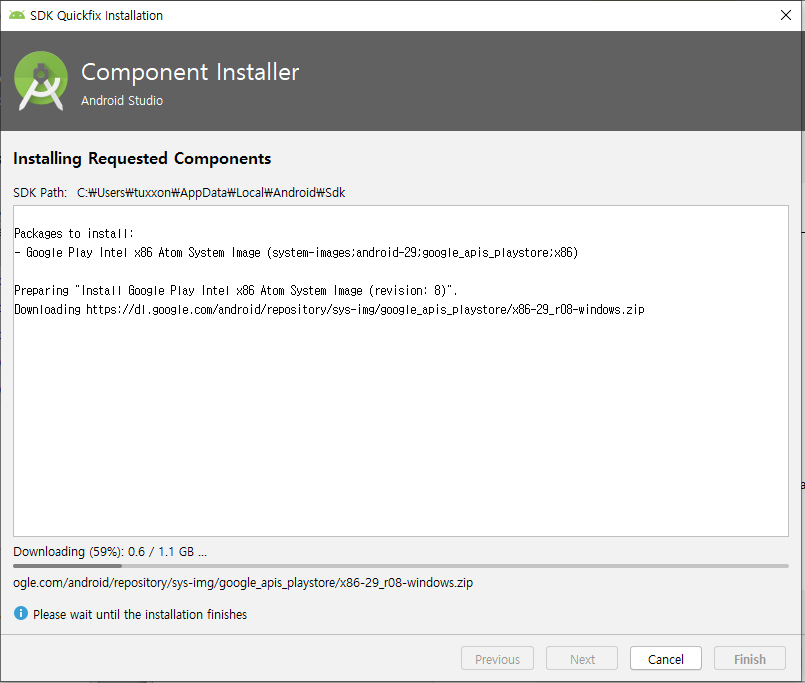 SDK Quickfix Installation
Component Installer
Android Studio
Installing Requested Components
SDK Path: C:₩Users₩tuxxon₩AppData₩Local₩Android₩Sdk
Packages to install:
- Google Play Intel x86 Atom System Image (system-images;android-29;google_apis_playstore;x86)
Preparing "Install Google Play Intel x86 Atom System Image (revision: 8)".
Downloading https://dl.google.com/android/repository/sys-img/google_apis_playstore/x86-29_r08-windows.zip
Downloading (59%): 0.6 / 1.1 GB ...
ogle.com/android/repository/sys-img/google_apis_playstore/x86-29_r08-windows.zip
Please wait until the installation finishes
Previous Next Cancel Finish